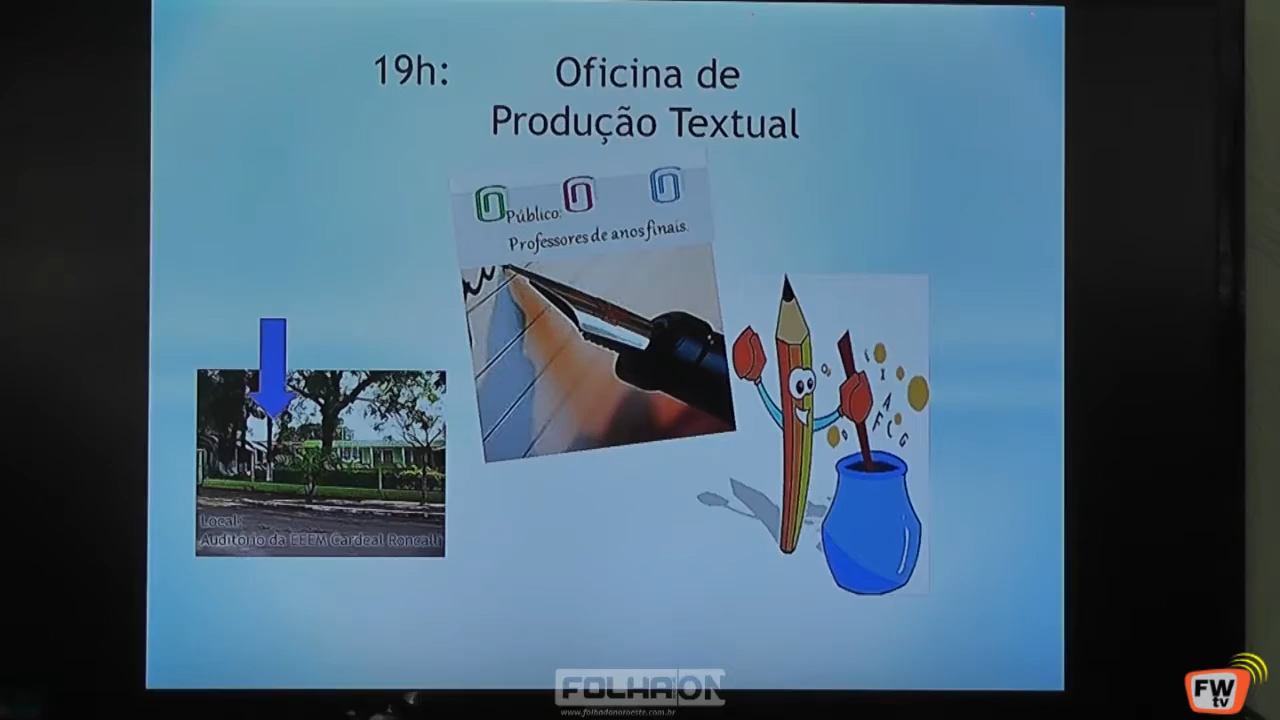 19h:
Oficina de
Produção Textual
Público:
Professores de anos finais.
A
F C G
Local:
Auditório da EEEM Cardeal Roncalli
FOLHA ON
www.folhadonoroeste.com.br
FW
tv